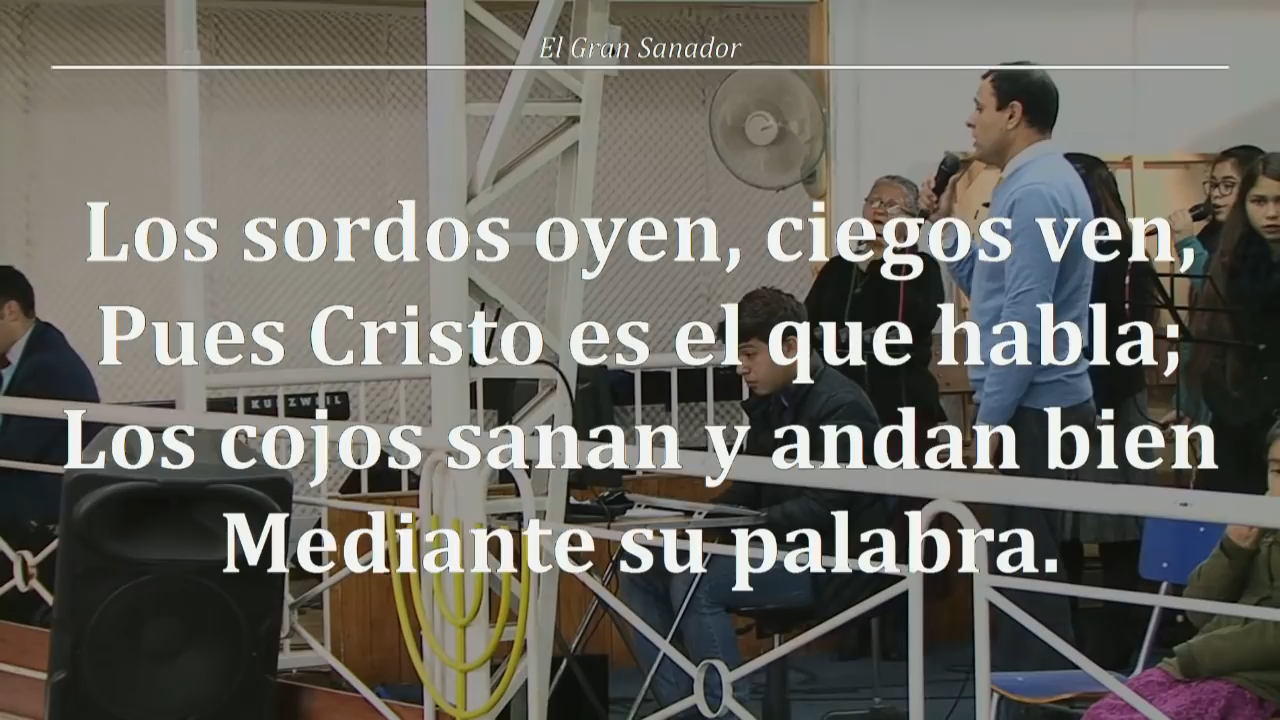 El Gran Sanador
Los sordos oyen, ciegos ven,
Pues Cristo es el que habla;
Los cojos sanan y andan bien
Mediante su palabra.
KURZWEIL